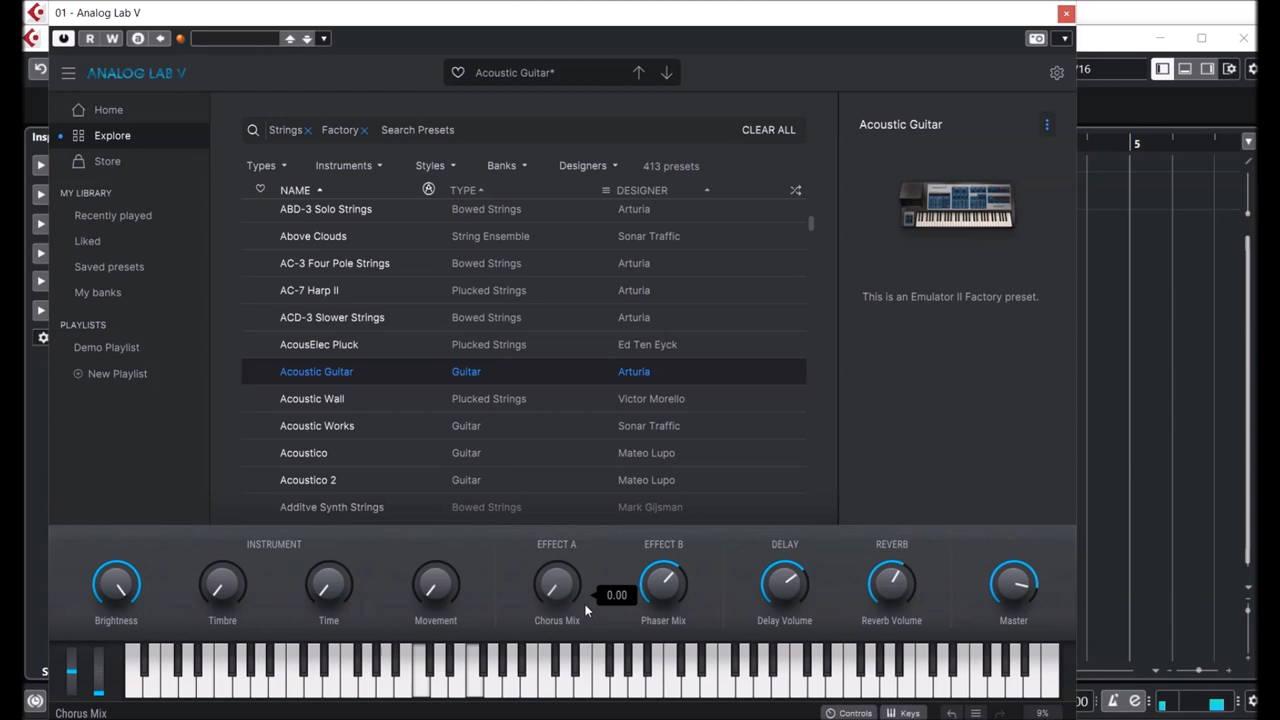 01 - Analog Lab V
R W
/16
ANALOG LAB V
Acoustic Guitar*
Home
Explore
Store
MY LIBRARY
Recently played
Liked
Saved presets
My banks
PLAYLISTS
Demo Playlist
New Playlist
Strings Factory Search Presets CLEAR ALL
Types Instruments Styles Banks Designers 413 presets
NAME TYPE DESIGNER
ABD-3 Solo Strings Bowed Strings Arturia
Above Clouds String Ensemble Sonar Traffic
AC-3 Four Pole Strings Bowed Strings Arturia
AC-7 Harp II Plucked Strings Arturia
ACD-3 Slower Strings Bowed Strings Arturia
AcousElec Pluck Plucked Strings Ed Ten Eyck
Acoustic Guitar Guitar Arturia
Acoustic Wall Plucked Strings Victor Morello
Acoustic Works Guitar Sonar Traffic
Acoustico Guitar Mateo Lupo
Acoustico 2 Guitar Mateo Lupo
Additve Synth Strings Bowed Strings Mark Gijsman
Acoustic Guitar
This is an Emulator II Factory preset.
5
INSTRUMENT EFFECT A EFFECT B DELAY REVERB
0.00
Brightness Timbre Time Movement Chorus Mix Phaser Mix Delay Volume Reverb Volume Master
Chorus Mix
Controls Keys 9%